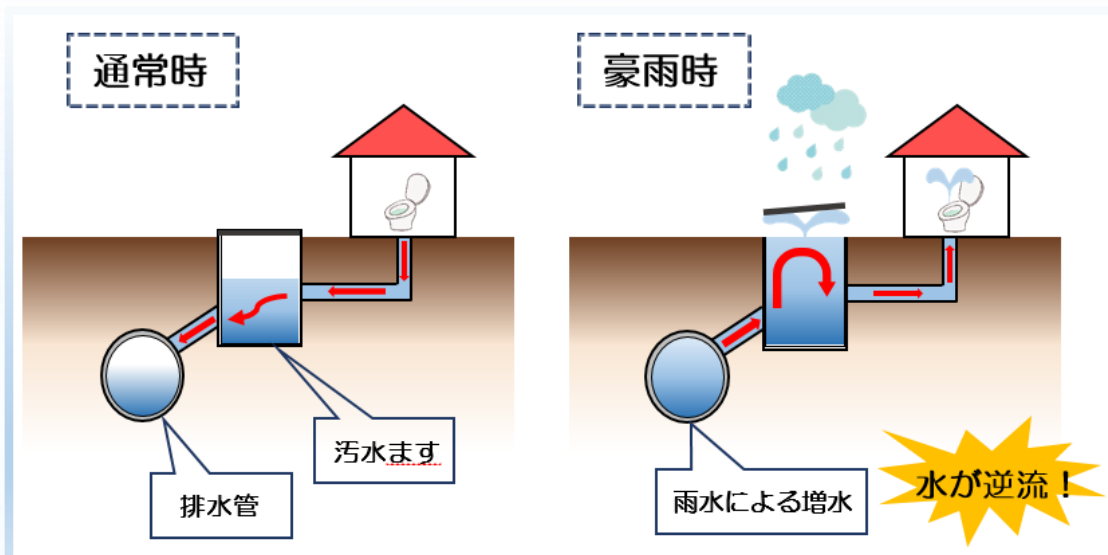 通常時
汚水ます
排水管
豪雨時
雨水による増水
水が逆流！